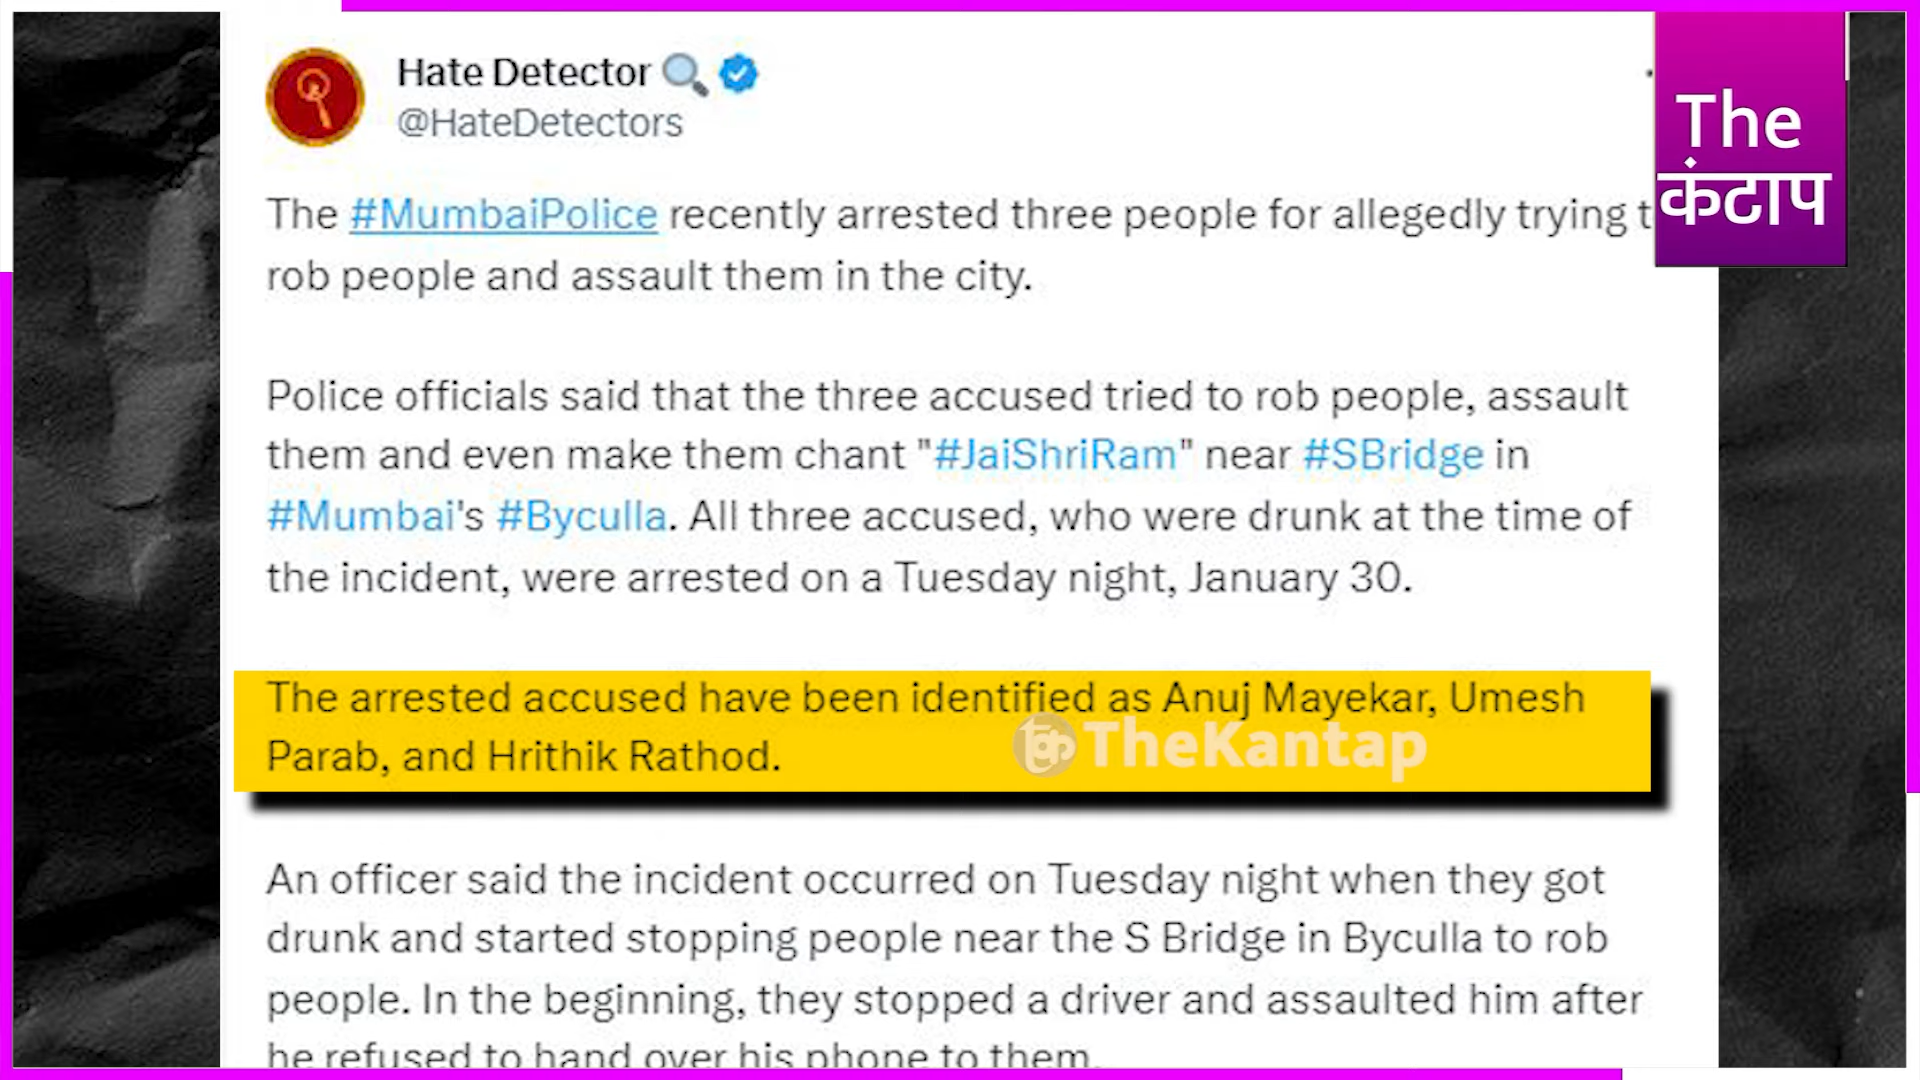 Hate Detector
@HateDetectors
The
कंटाप
The #MumbaiPolice recently arrested three people for allegedly trying t
rob people and assault them in the city.
Police officials said that the three accused tried to rob people, assault
them and even make them chant "#JaiShriRam" near #SBridge in
#Mumbai's #Byculla. All three accused, who were drunk at the time of
the incident, were arrested on a Tuesday night, January 30.
The arrested accused have been identified as Anuj Mayekar, Umesh
Parab, and Hrithik Rathod.
TheKantap
An officer said the incident occurred on Tuesday night when they got
drunk and started stopping people near the S Bridge in Byculla to rob
people. In the beginning, they stopped a driver and assaulted him after
he refused to hand over his phone to them.